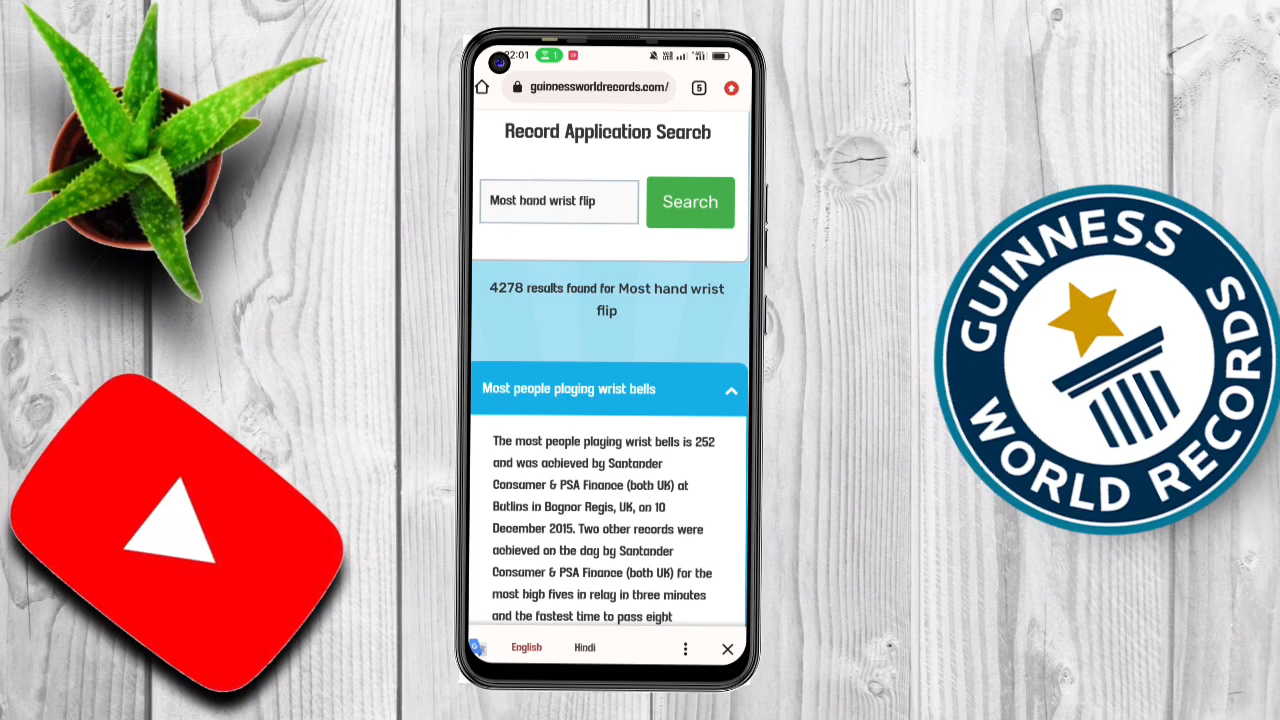 22:01
1
guinnessworldrecords.com/
5
Record Application Search
Most hand wrist flip
Search
4278 results found for Most hand wrist
flip
Most people playing wrist bells
The most people playing wrist bells is 252
and was achieved by Santander
Consumer & PSA Finance (both UK) at
Butlins in Bognor Regis, UK, on 10
December 2015. Two other records were
achieved on the day by Santander
Consumer & PSA Finance (both UK) for the
most high fives in relay in three minutes
and the fastest time to pass eight
English
Hindi
GUINNESS
WORLD RECORDS